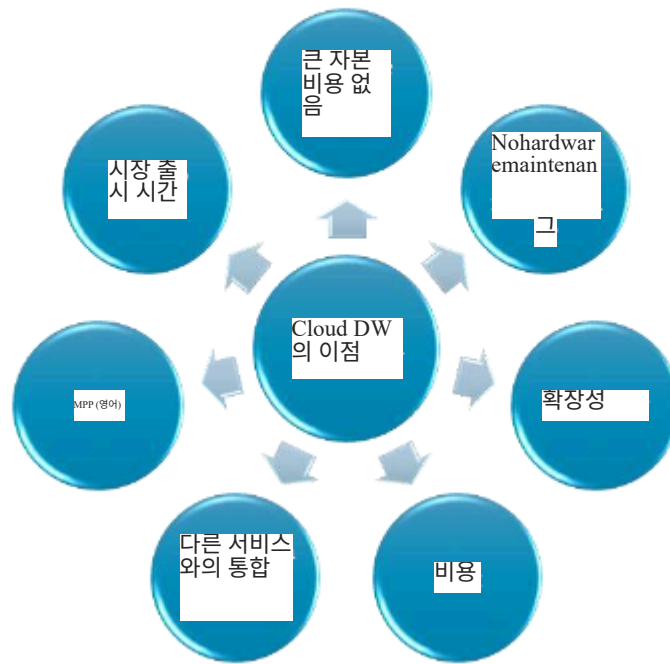 큰 자본
비용 없
음
Nohardwar
emaintenan
그
확장성
비용
다른 서비스
와의 통합
MPP (영어)
시장 출
시 시간
Cloud DW
의 이점